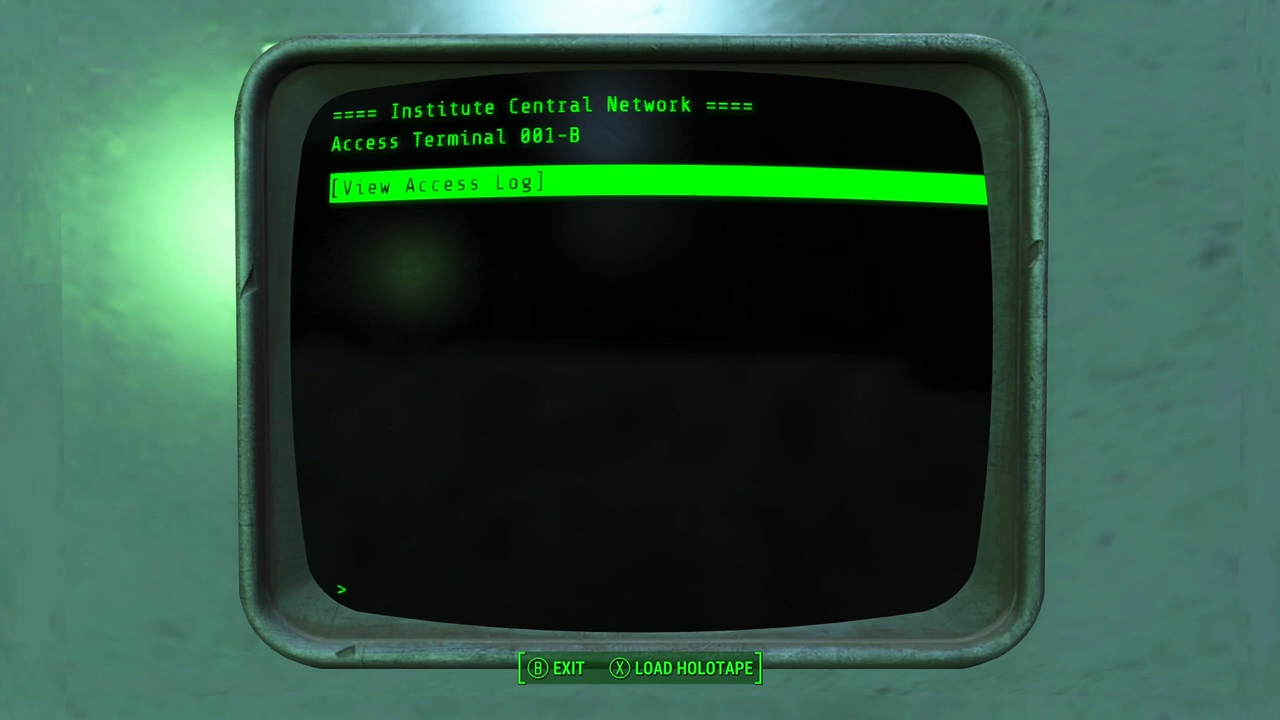 ==== Institute Central Network ====
Access Terminal 001-B
[View Access Log]
>
B EXIT X LOAD HOLOTAPE